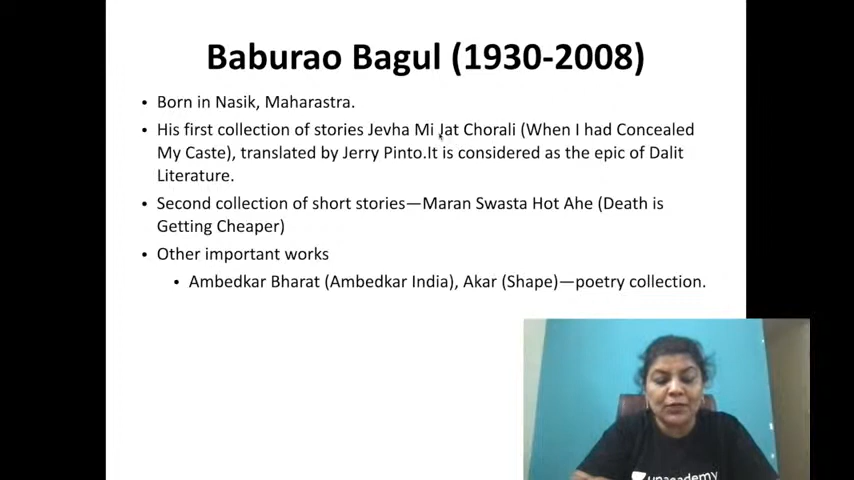 Baburao Bagul (1930-2008)
• Born in Nasik, Maharastra.
• His first collection of stories Jevha Mi Jat Chorali (When I had Concealed
My Caste), translated by Jerry Pinto.It is considered as the epic of Dalit
Literature.
• Second collection of short stories—Maran Swasta Hot Ahe (Death is
Getting Cheaper)
• Other important works
• Ambedkar Bharat (Ambedkar India), Akar (Shape)—poetry collection.
unacademy